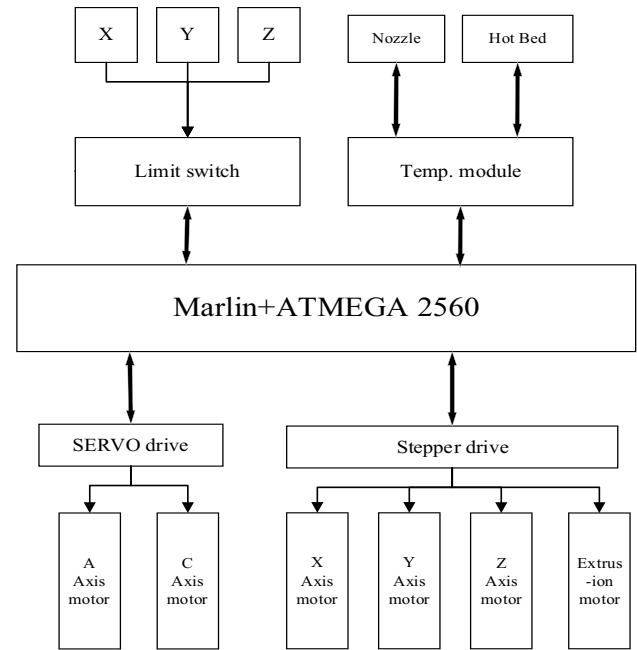 X
Y
Z
Nozzle
Hot Bed
Limit switch
Temp. module
Marlin+ATMEGA 2560
SERVO drive
Stepper drive
A
Axis
motor
C
Axis
motor
X
Axis
motor
Y
Axis
motor
Z
Axis
motor
Extrus
-ion
motor